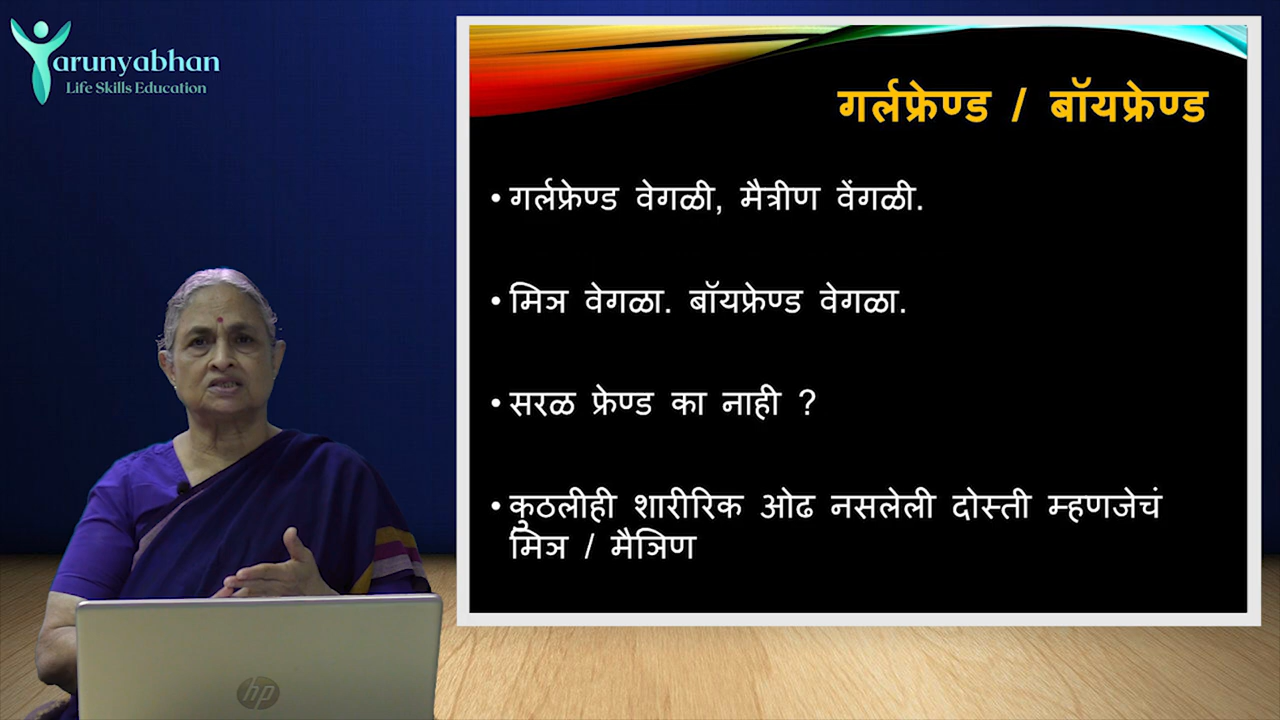 Yarunyabhan
Life Skills Education
गर्लफ्रेण्ड / बॉयफ्रेण्ड
• गर्लफ्रेण्ड वेगळी, मैत्रीण वेंगळी.
• मित्र वेगळा. बॉयफ्रेण्ड वेगळा.
• सरळ फ्रेण्ड का नाही ?
• कुठलीही शारीरिक ओढ नसलेली दोस्ती म्हणजेचं
मित्र / मैत्रिण
hp